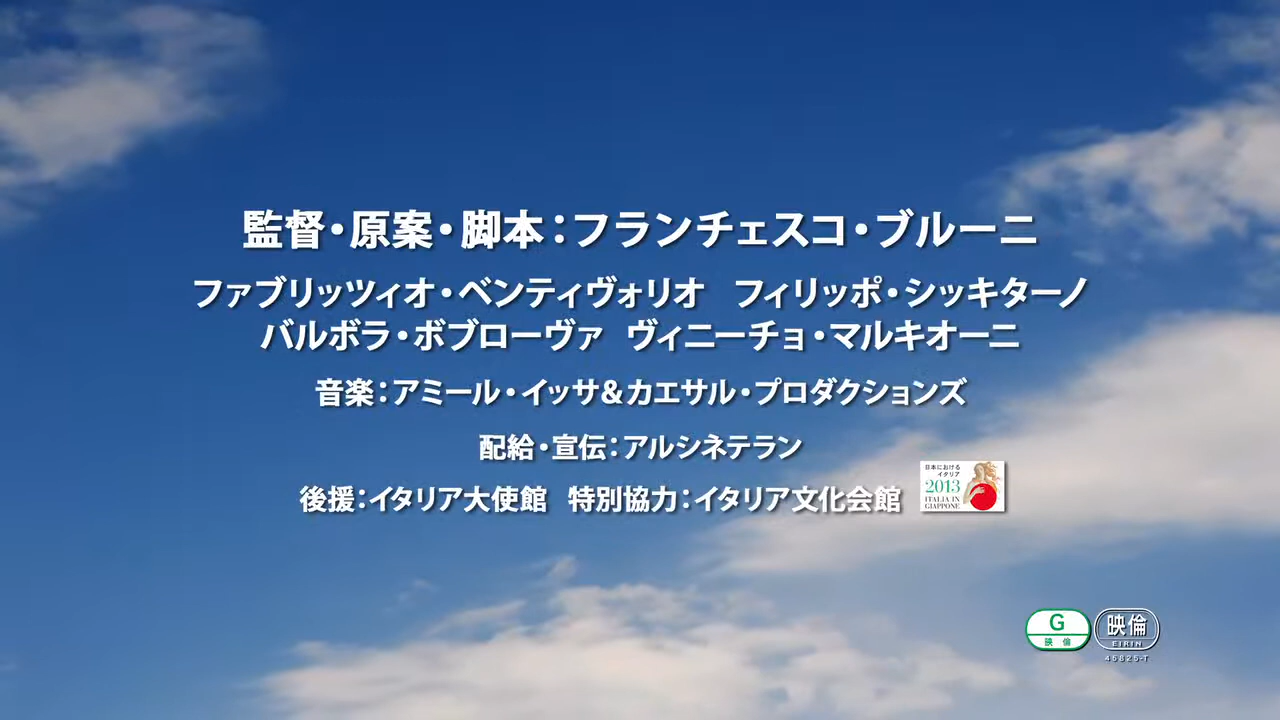 監督・原案・脚本：フランチェスコ・ブルーニ
ファブリッツィオ・ベンティヴォリオ　フィリッポ・シッキターノ
バルボラ・ボブローヴァ　ヴィニーチョ・マルキオーニ
音楽：アミール・イッサ＆カエサル・プロダクションズ
配給・宣伝：アルシネテラン
後援：イタリア大使館　特別協力：イタリア文化会館
日本における
イタリア
2013
ITALIA IN
GIAPPONE
G
映倫
映倫
EIRIN
45825-T